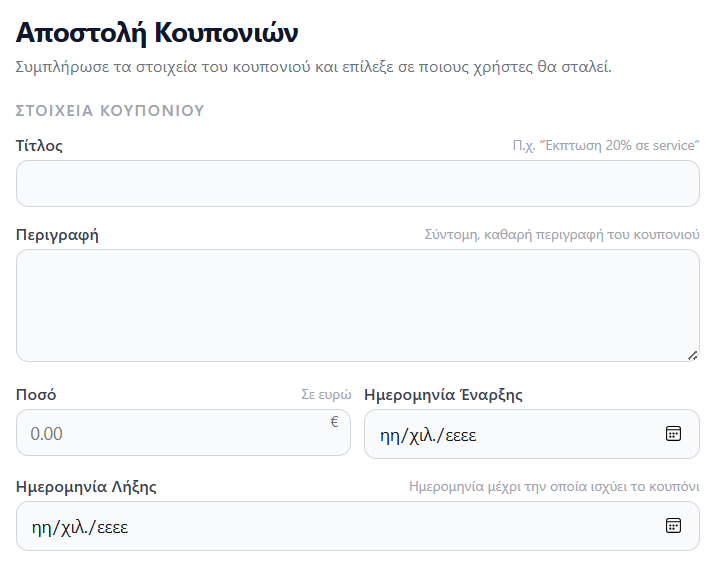 Αποστολή Κουπονιών
Συμπλήρωσε τα στοιχεία του κουπονιού και επίλεξε σε ποιους χρήστες θα σταλεί.
ΣΤΟΙΧΕΙΑ ΚΟΥΠΟΝΙΟΥ
Τίτλος Π.χ. “Έκπτωση 20% σε service”
Περιγραφή Σύντομη, καθαρή περιγραφή του κουπονιού
Ποσό Σε ευρώ Ημερομηνία Έναρξης
0.00 € ηη/χιλ./εεεε
Ημερομηνία Λήξης Ημερομηνία μέχρι την οποία ισχύει το κουπόνι
ηη/χιλ./εεεε